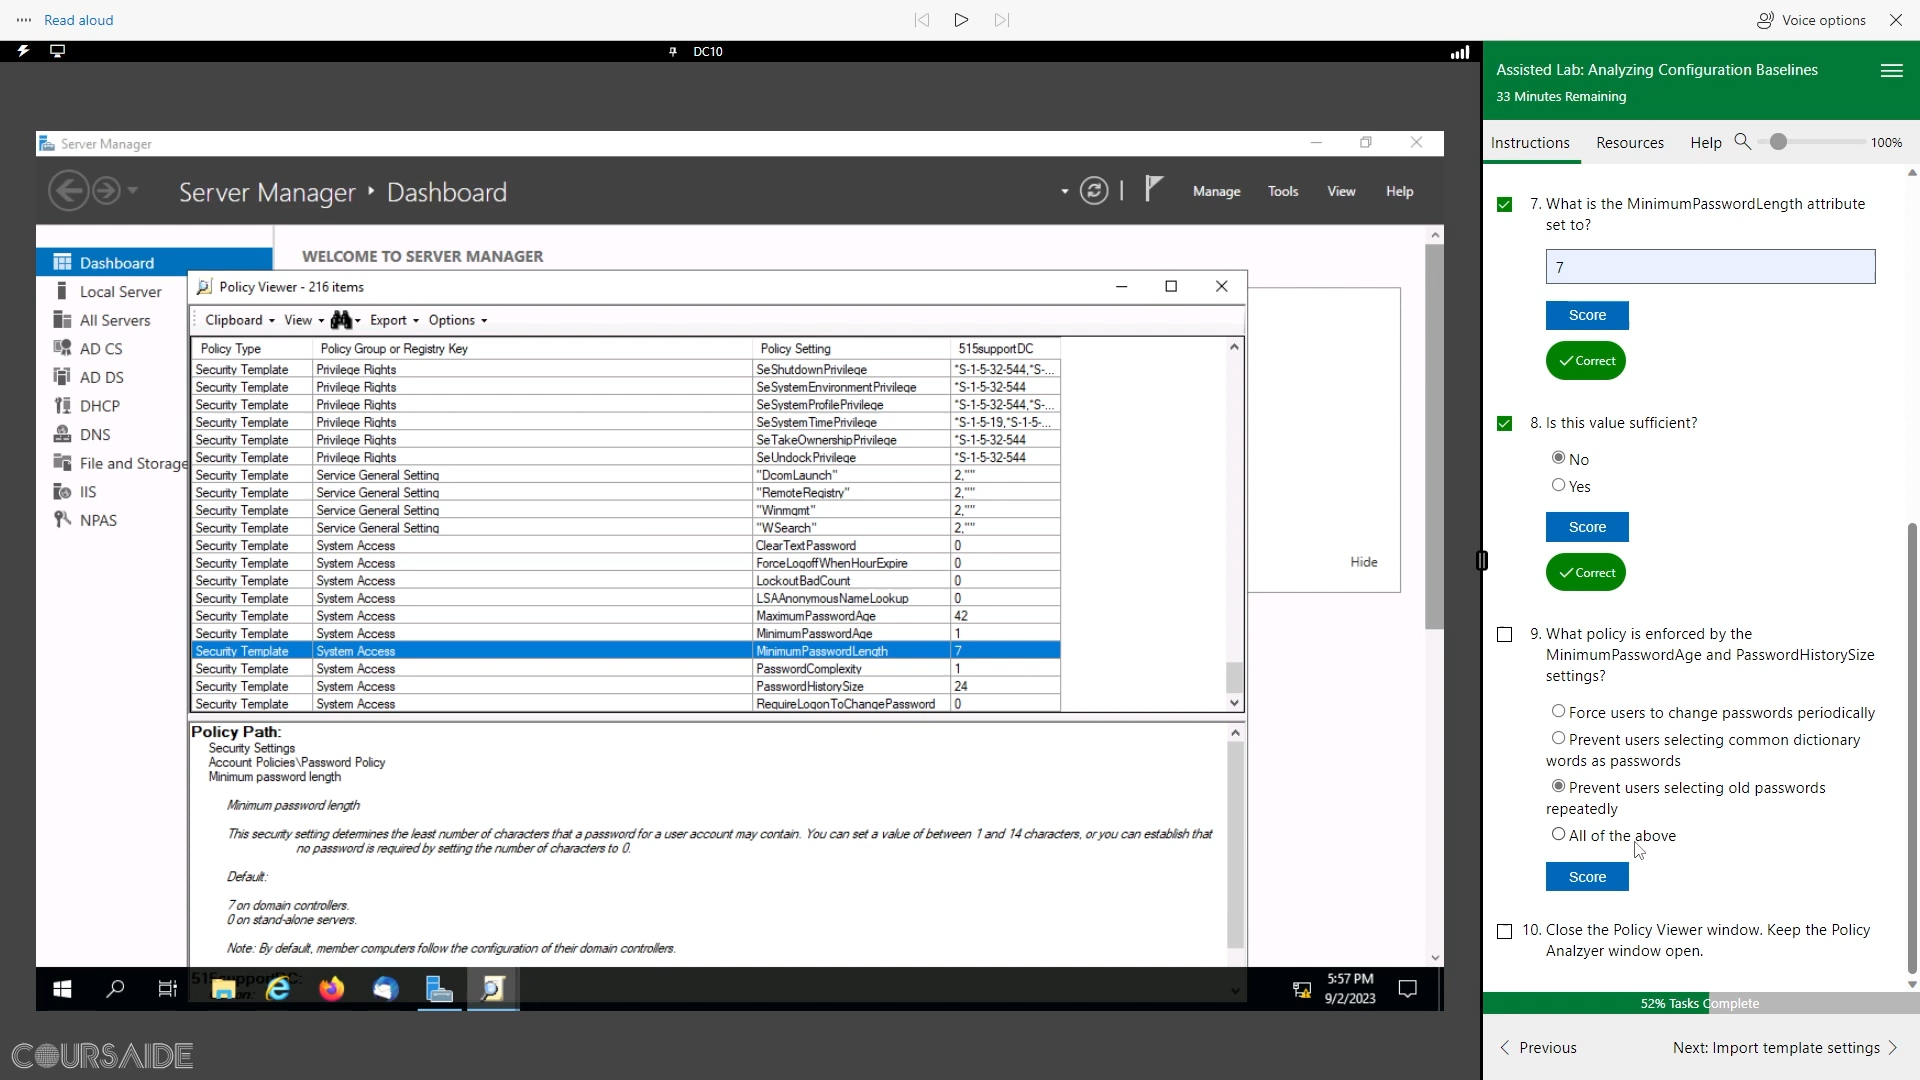 Read aloud
Voice options
DC10
Assisted Lab: Analyzing Configuration Baselines
33 Minutes Remaining
Instructions Resources Help 100%
Server Manager
Server Manager ‣ Dashboard
Manage Tools View Help
Dashboard
Local Server
All Servers
AD CS
AD DS
DHCP
DNS
File and Storage
IIS
NPAS
WELCOME TO SERVER MANAGER
Hide
Policy Viewer - 216 items
Clipboard View Export Options
Policy Type Policy Group or Registry Key Policy Setting 515supportDC
Security Template Privilege Rights SeShutdownPrivilege *S-1-5-32-544,*S-...
Security Template Privilege Rights SeSystemEnvironmentPrivilege *S-1-5-32-544
Security Template Privilege Rights SeSystemProfilePrivilege *S-1-5-32-544,*S-...
Security Template Privilege Rights SeSystemTimePrivilege *S-1-5-19,*S-1-5-...
Security Template Privilege Rights SeTakeOwnershipPrivilege *S-1-5-32-544
Security Template Privilege Rights SeUndockPrivilege *S-1-5-32-544
Security Template Service General Setting "DcomLaunch" 2,""
Security Template Service General Setting "RemoteRegistry" 2,""
Security Template Service General Setting "Winmgmt" 2,""
Security Template Service General Setting "WSearch" 2,""
Security Template System Access ClearTextPassword 0
Security Template System Access ForceLogoffWhenHourExpire 0
Security Template System Access LockoutBadCount 0
Security Template System Access LSAAnonymousNameLookup 0
Security Template System Access MaximumPasswordAge 42
Security Template System Access MinimumPasswordAge 1
Security Template System Access MinimumPasswordLength 7
Security Template System Access PasswordComplexity 1
Security Template System Access PasswordHistorySize 24
Security Template System Access RequireLogonToChangePassword 0
Policy Path:
Security Settings
Account Policies\Password Policy
Minimum password length
Minimum password length
This security setting determines the least number of characters that a password for a user account may contain. You can set a value of between 1 and 14 characters, or you can establish that
no password is required by setting the number of characters to 0.
Default:
7 on domain controllers.
0 on stand-alone servers.
Note: By default, member computers follow the configuration of their domain controllers.
5:57 PM
9/2/2023
COURSAIDE
7. What is the MinimumPasswordLength attribute
set to?
7
Score
Correct
8. Is this value sufficient?
No
Yes
Score
Correct
9. What policy is enforced by the
MinimumPasswordAge and PasswordHistorySize
settings?
Force users to change passwords periodically
Prevent users selecting common dictionary
words as passwords
Prevent users selecting old passwords
repeatedly
All of the above
Score
10. Close the Policy Viewer window. Keep the Policy
Analzyer window open.
52% Tasks Complete
Previous
Next: Import template settings